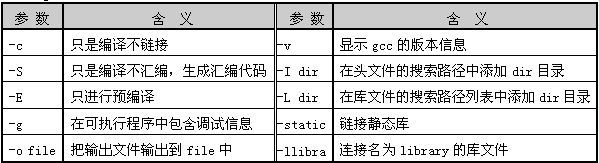 参 数 含 义 参 数 含 义
-c 只是编译不链接 -v 显示 gcc 的版本信息
-S 只是编译不汇编，生成汇编代码 -I dir 在头文件的搜索路径中添加 dir 目录
-E 只进行预编译 -L dir 在库文件的搜索路径列表中添加 dir 目录
-g 在可执行程序中包含调试信息 -static 链接静态库
-o file 把输出文件输出到 file 中 -llibra 连接名为 library 的库文件